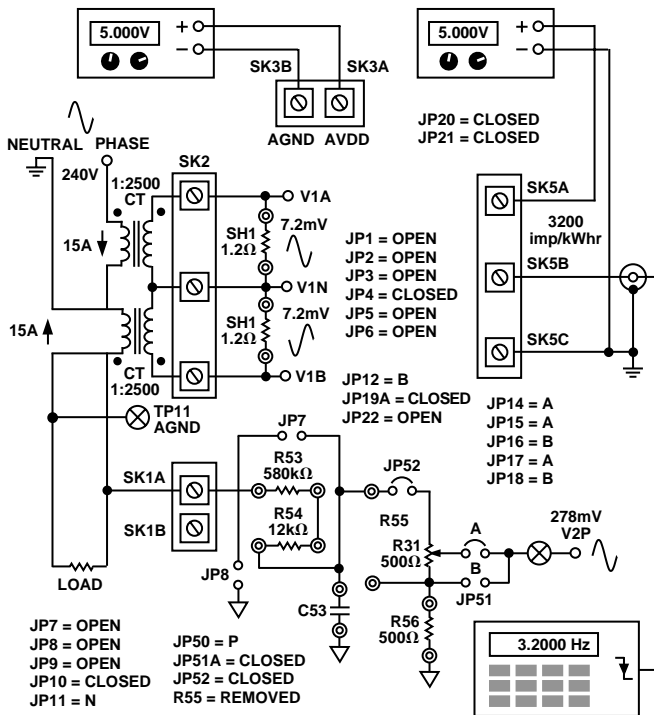 5.000V
+
–
SK3B
SK3A
AGND
AVDD
5.000V
+
–
JP20 = CLOSED
JP21 = CLOSED
NEUTRAL
PHASE
240V
1:2500
CT
15A
SK2
V1A
SH1
1.2Ω
7.2mV
V1N
SH1
1.2Ω
7.2mV
V1B
15A
CT
1:2500
JP1 = OPEN
JP2 = OPEN
JP3 = OPEN
JP4 = CLOSED
JP5 = OPEN
JP6 = OPEN
SK5A
3200
imp/kWhr
SK5B
SK5C
JP12 = B
JP19A = CLOSED
JP22 = OPEN
JP14 = A
JP15 = A
JP16 = B
JP17 = A
JP18 = B
TP11
AGND
SK1A
SK1B
JP7
R53
580kΩ
R54
12kΩ
JP8
C53
JP52
R55
R31
500Ω
A
B
JP51
278mV
V2P
R56
500Ω
LOAD
JP7 = OPEN
JP8 = OPEN
JP9 = OPEN
JP10 = CLOSED
JP11 = N
JP50 = P
JP51A = CLOSED
JP52 = CLOSED
R55 = REMOVED
3.2000 Hz